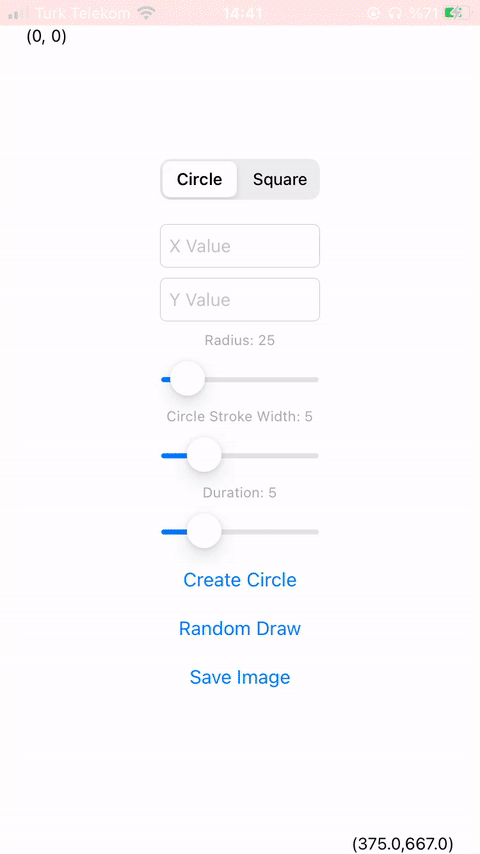 Turk Telekom 14:41 %71
(0, 0)
Circle Square
X Value
Y Value
Radius: 25
Circle Stroke Width: 5
Duration: 5
Create Circle
Random Draw
Save Image
(375.0,667.0)